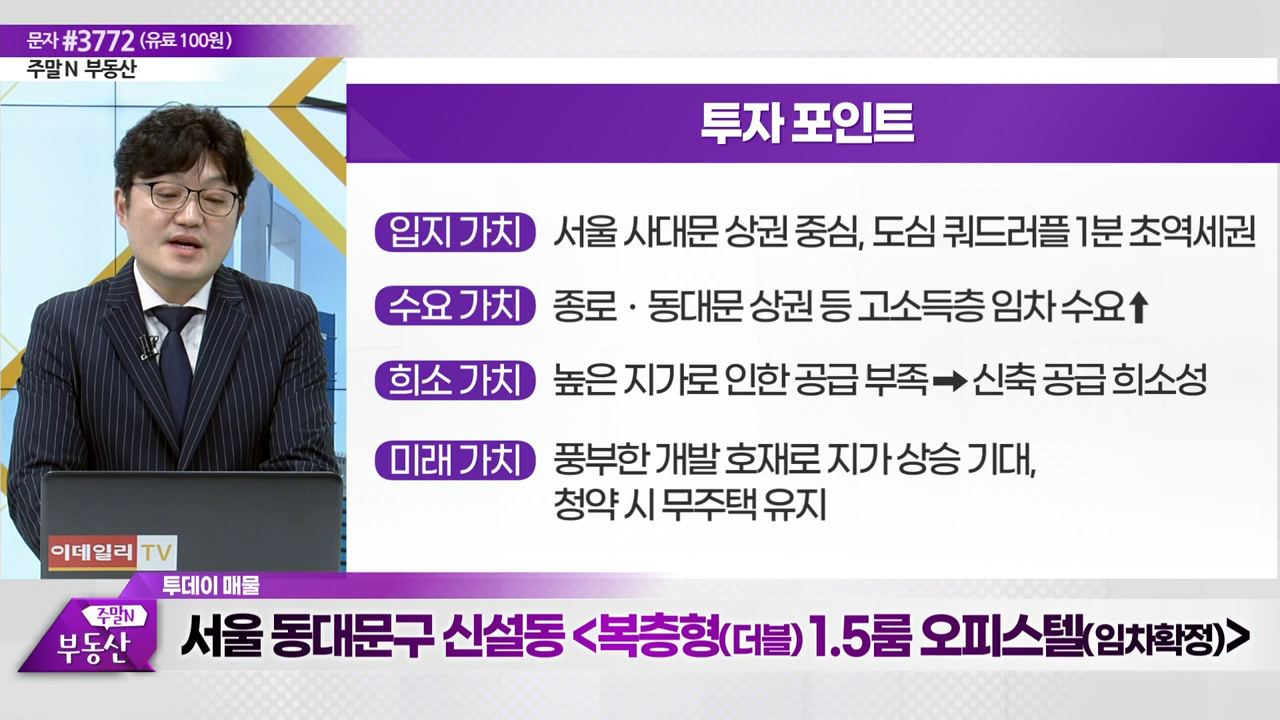 문자 #3772 (유료 100원)
주말N 부동산
투자 포인트
입지 가치 서울 사대문 상권 중심, 도심 쿼드러플 1분 초역세권
수요 가치 종로 · 동대문 상권 등 고소득층 임차 수요⬆
희소 가치 높은 지가로 인한 공급 부족➡신축 공급 희소성
미래 가치 풍부한 개발 호재로 지가 상승 기대,
청약 시 무주택 유지
이데일리 TV
투데이 매물
주말N
부동산
서울 동대문구 신설동 <복층형(더블) 1.5룸 오피스텔(임차확정)>